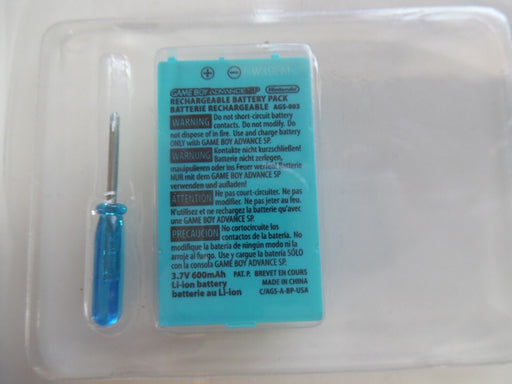 + −
GAME BOY ADVANCE SP Nintendo
RECHARGEABLE BATTERY PACK
BATTERIE RECHARGEABLE AGS-003
WARNING Do not short-circuit battery
contacts. Do not modify. Do
not dispose of in fire. Use and charge battery
ONLY with GAME BOY ADVANCE SP.
WARNUNG Kontakte nicht kurzschließen!
Batterie nicht zerlegen,
manipulieren oder ins Feuer werfen! Batterie
NUR mit dem GAME BOY ADVANCE SP
verwenden und aufladen!
ATTENTION Ne pas court-circuiter. Ne pas
modifier. Ne pas jeter au feu.
N'utilisez et ne rechargez la batterie qu'avec
une GAME BOY ADVANCE SP.
PRECAUCIÓN No cortocircuite los
contactos de la batería. No
modifique la batería de ningún modo ni la
arroje al fuego. Use y cargue la batería SÓLO
con la consola GAME BOY ADVANCE SP.
3.7V 600mAh PAT. P. BREVET EN COURS
Li-ion battery MADE IN CHINA
batterie au Li-ion C/AGS-A-BP-USA